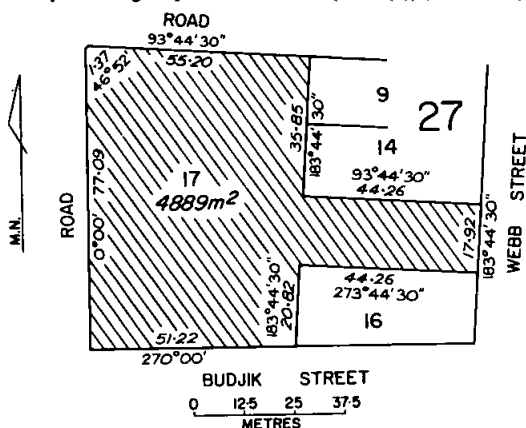 ROAD
93°44'30"
55·20
1·37
46°52'
9
27
35·85
183°44'30"
14
93°44'30"
44·26
17
4889m²
M.N.
ROAD
0°00' 77·09
17·92
183°44'30"
WEBB STREET
183°44'30"
20·82
44·26
273°44'30"
16
51·22
270°00'
BUDJIK STREET
0 12·5 25 37·5
METRES